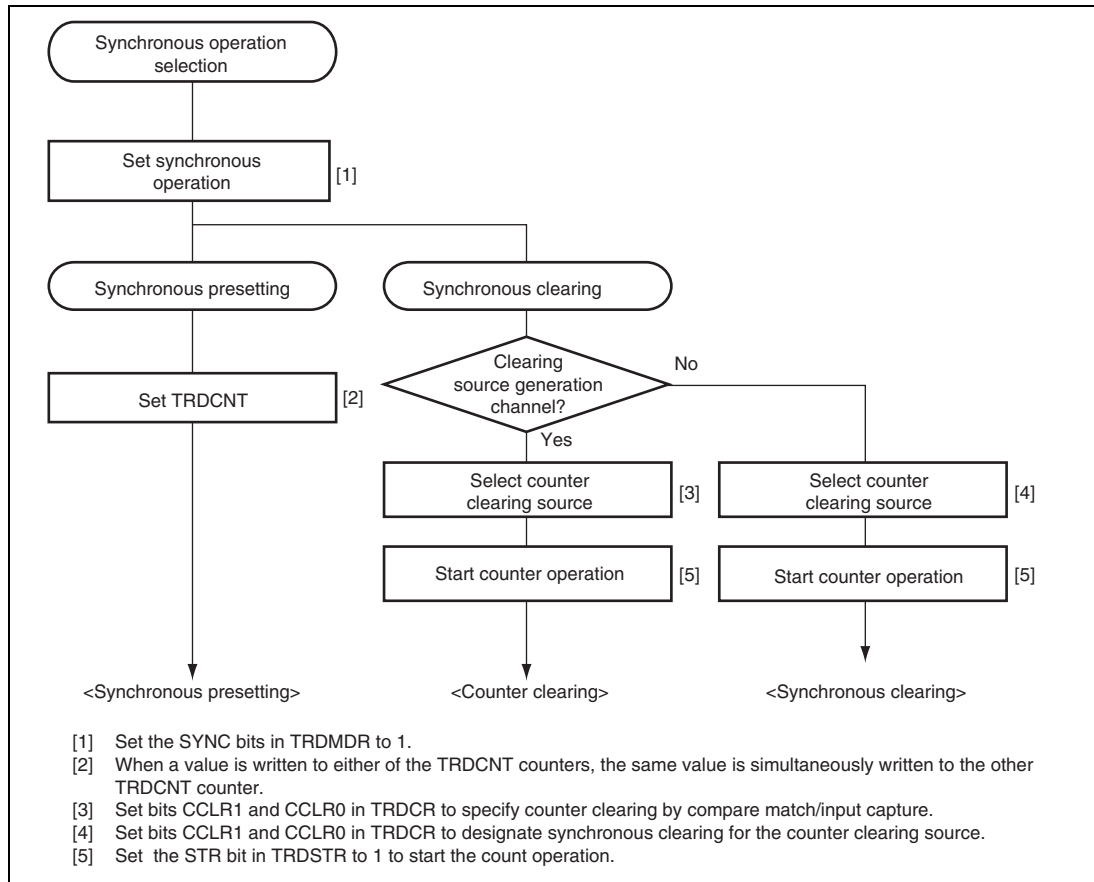 Synchronous operation
selection
Set synchronous
operation
[1]
Synchronous presetting
Synchronous clearing
Clearing
source generation
channel?
No
Yes
Set TRDCNT
[2]
Select counter
clearing source
[3]
Select counter
clearing source
[4]
Start counter operation
[5]
Start counter operation
[5]
<Synchronous presetting>
<Counter clearing>
<Synchronous clearing>
[1] Set the SYNC bits in TRDMDR to 1.
[2] When a value is written to either of the TRDCNT counters, the same value is simultaneously written to the other
TRDCNT counter.
[3] Set bits CCLR1 and CCLR0 in TRDCR to specify counter clearing by compare match/input capture.
[4] Set bits CCLR1 and CCLR0 in TRDCR to designate synchronous clearing for the counter clearing source.
[5] Set the STR bit in TRDSTR to 1 to start the count operation.